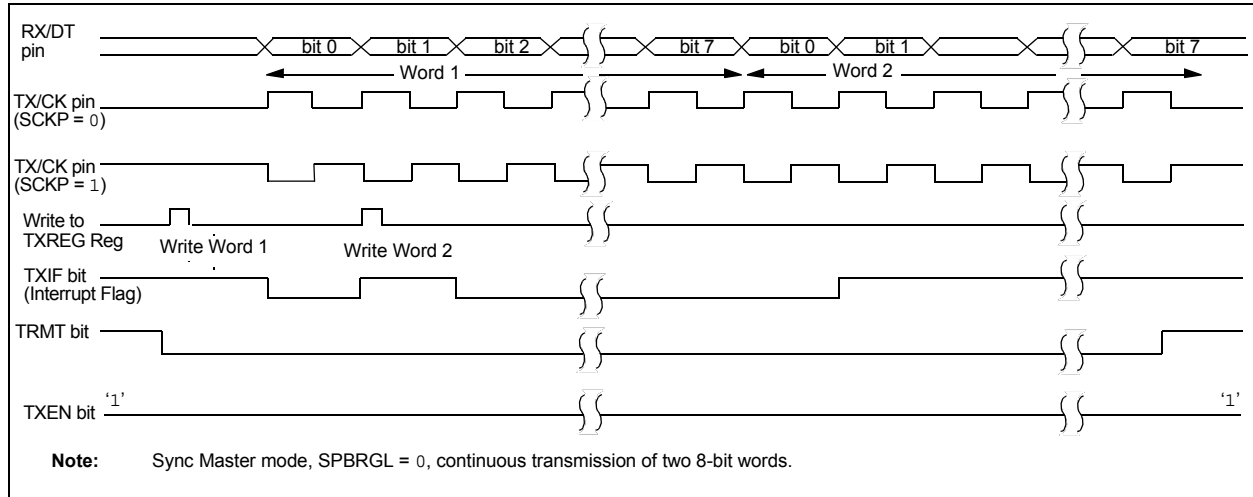 RX/DT
pin
bit 0 bit 1 bit 2 bit 7 bit 0 bit 1 bit 7
Word 1 Word 2
TX/CK pin
(SCKP = 0)
TX/CK pin
(SCKP = 1)
Write to
TXREG Reg
Write Word 1 Write Word 2
TXIF bit
(Interrupt Flag)
TRMT bit
TXEN bit
‘1’ ‘1’
Note: Sync Master mode, SPBRGL = 0, continuous transmission of two 8-bit words.